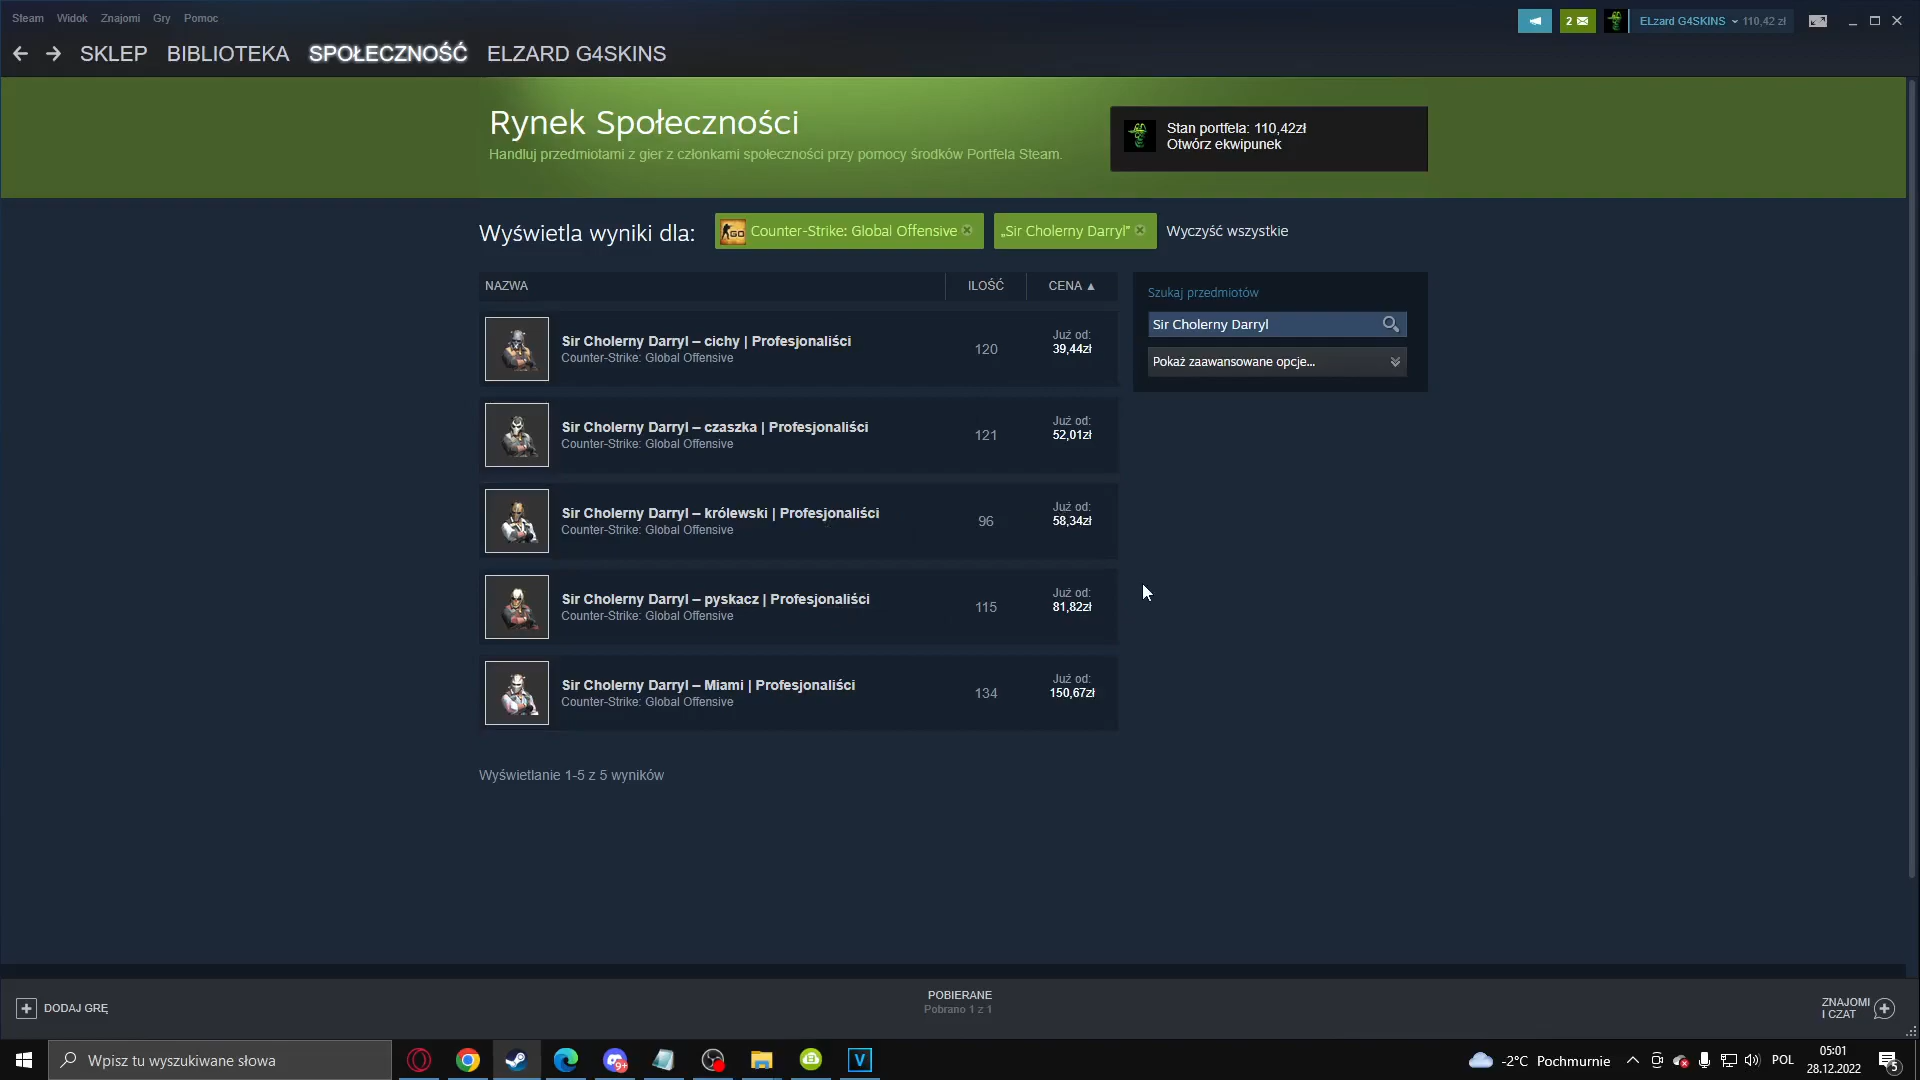 Steam Widok Znajomi Gry Pomoc
2 ELzard G4SKINS 110,42 zł
SKLEP BIBLIOTEKA SPOŁECZNOŚĆ ELZARD G4SKINS
Rynek Społeczności
Handluj przedmiotami z gier z członkami społeczności przy pomocy środków Portfela Steam.
Stan portfela: 110,42zł
Otwórz ekwipunek
Wyświetla wyniki dla: GO Counter-Strike: Global Offensive „Sir Cholerny Darryl” Wyczyść wszystkie
NAZWA ILOŚĆ CENA ▲
Sir Cholerny Darryl – cichy | Profesjonaliści
Counter-Strike: Global Offensive
120
Już od:
39,44zł
Sir Cholerny Darryl – czaszka | Profesjonaliści
Counter-Strike: Global Offensive
121
Już od:
52,01zł
Sir Cholerny Darryl – królewski | Profesjonaliści
Counter-Strike: Global Offensive
96
Już od:
58,34zł
Sir Cholerny Darryl – pyskacz | Profesjonaliści
Counter-Strike: Global Offensive
115
Już od:
81,82zł
Sir Cholerny Darryl – Miami | Profesjonaliści
Counter-Strike: Global Offensive
134
Już od:
150,67zł
Wyświetlanie 1-5 z 5 wyników
Szukaj przedmiotów
Sir Cholerny Darryl
Pokaż zaawansowane opcje...
DODAJ GRĘ
POBIERANE
Pobrano 1 z 1
ZNAJOMI
I CZAT
Wpisz tu wyszukiwane słowa
9+
V
-2°C Pochmurnie
POL
05:01
28.12.2022
5